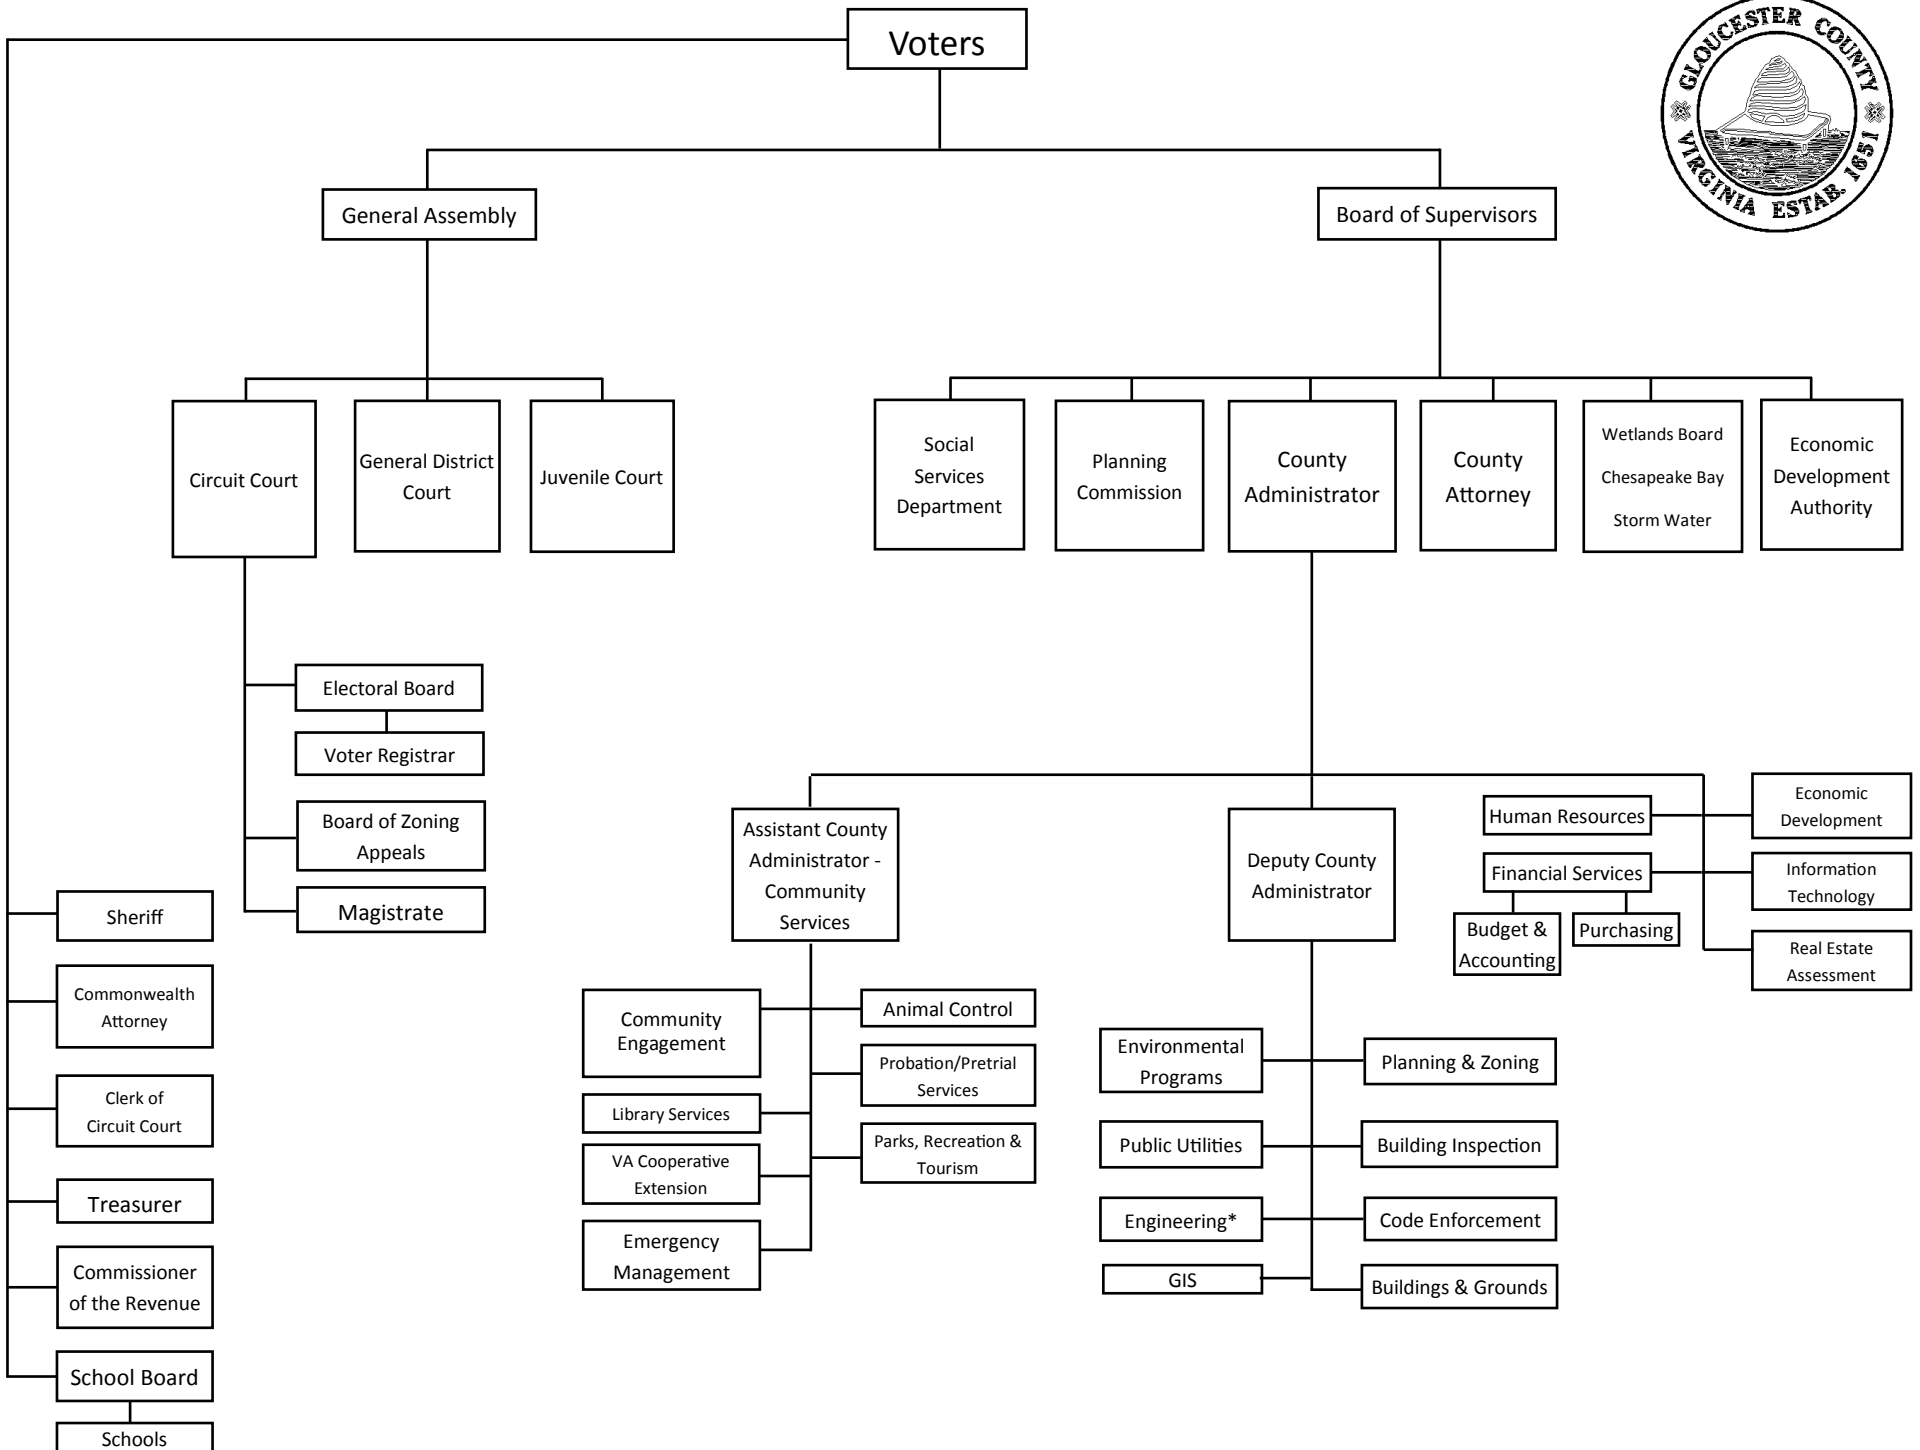 Voters
GLOUCESTER COUNTY
VIRGINIA ESTAB. 1651
General Assembly
Board of Supervisors
Circuit Court
General District
Court
Juvenile Court
Social
Services
Department
Planning
Commission
County
Administrator
County
Attorney
Wetlands Board
Chesapeake Bay
Storm Water
Economic
Development
Authority
Electoral Board
Voter Registrar
Board of Zoning
Appeals
Magistrate
Sheriff
Commonwealth
Attorney
Clerk of
Circuit Court
Treasurer
Commissioner
of the Revenue
School Board
Schools
Assistant County
Administrator -
Community
Services
Community
Engagement
Animal Control
Probation/Pretrial
Services
Library Services
Parks, Recreation &
Tourism
VA Cooperative
Extension
Emergency
Management
Deputy County
Administrator
Environmental
Programs
Planning & Zoning
Public Utilities
Building Inspection
Engineering*
Code Enforcement
GIS
Buildings & Grounds
Human Resources
Economic
Development
Financial Services
Information
Technology
Budget &
Accounting
Purchasing
Real Estate
Assessment